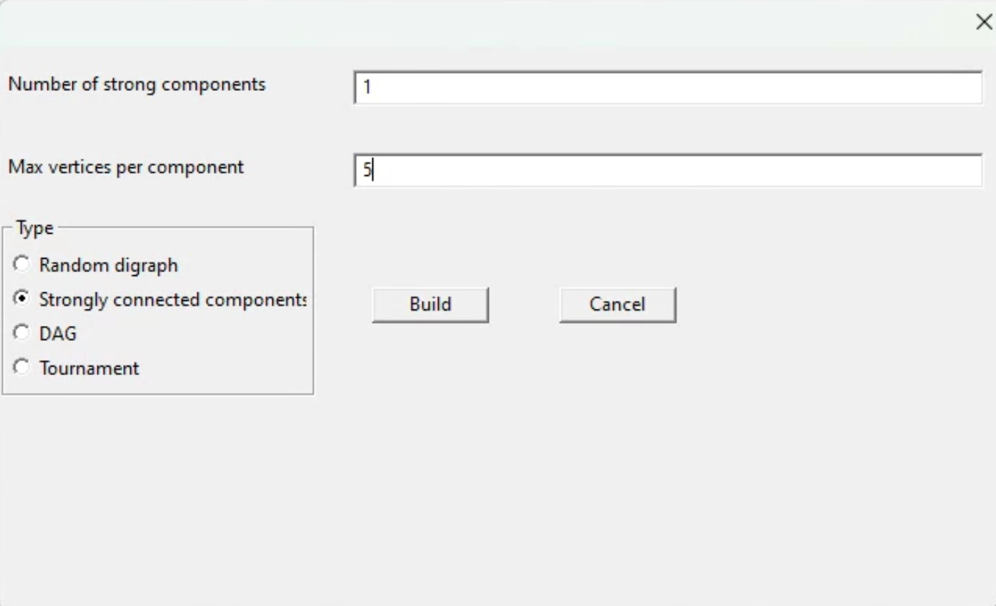 Number of strong components
1
Max vertices per component
5
Type
Random digraph
Strongly connected components
DAG
Tournament
Build
Cancel